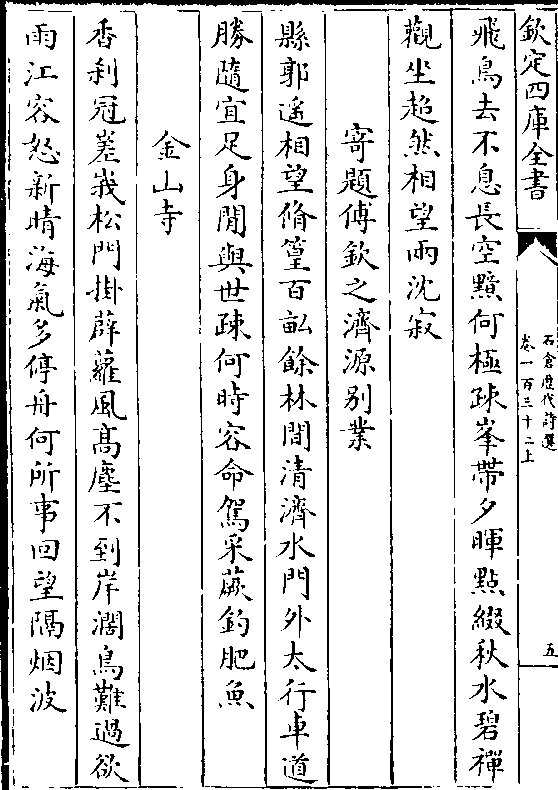 欽定四庫全書
石倉歷代詩選
卷一百三十二上
五
飛鳥去不息長空黯何極疎峯帶夕暉點綴秋水碧禪
觀坐超然相望兩沈寂
寄題傅欽之濟源别業
縣郭遙相望脩篁百畝餘林間清濟水門外太行車道
勝隨宜足身閒與世疎何時容命駕采蕨釣肥魚
金山寺
香刹冠嵳峩松門掛薜蘿風髙塵不到岸濶鳥難過欲
雨江容怒新晴海氣多停舟何所事回望隔烟波